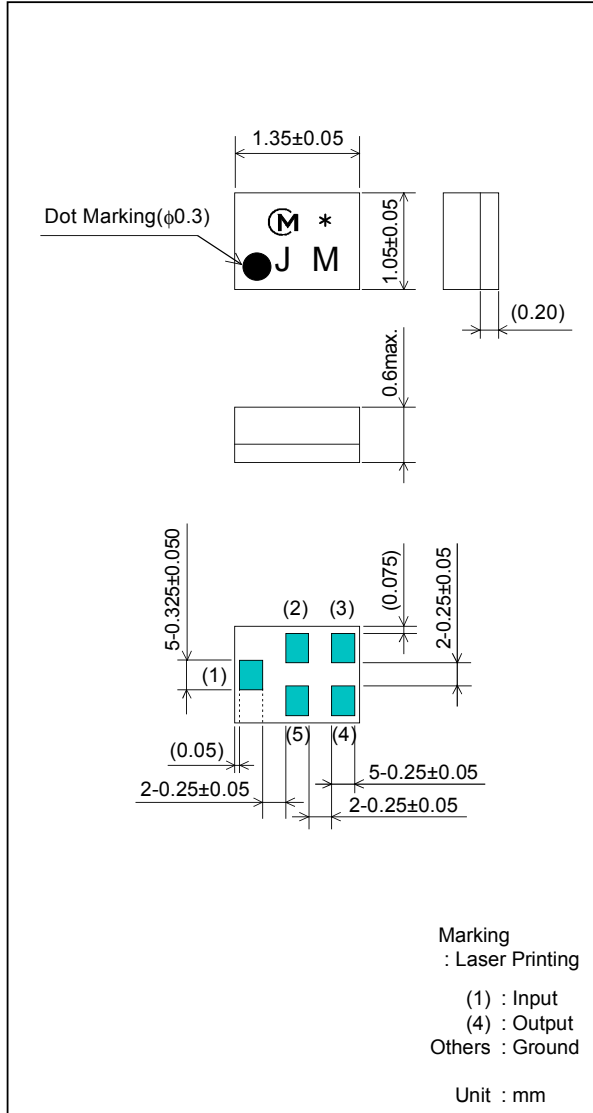 1.35±0.05
Dot Marking(ϕ0.3)
M *
J M
1.05±0.05
(0.20)
0.6max.
5-0.325±0.050
(0.075)
2-0.25±0.05
(2) (3)
(1)
(5) (4)
(0.05)
5-0.25±0.05
2-0.25±0.05
2-0.25±0.05
Marking
: Laser Printing
(1) : Input
(4) : Output
Others : Ground
Unit : mm